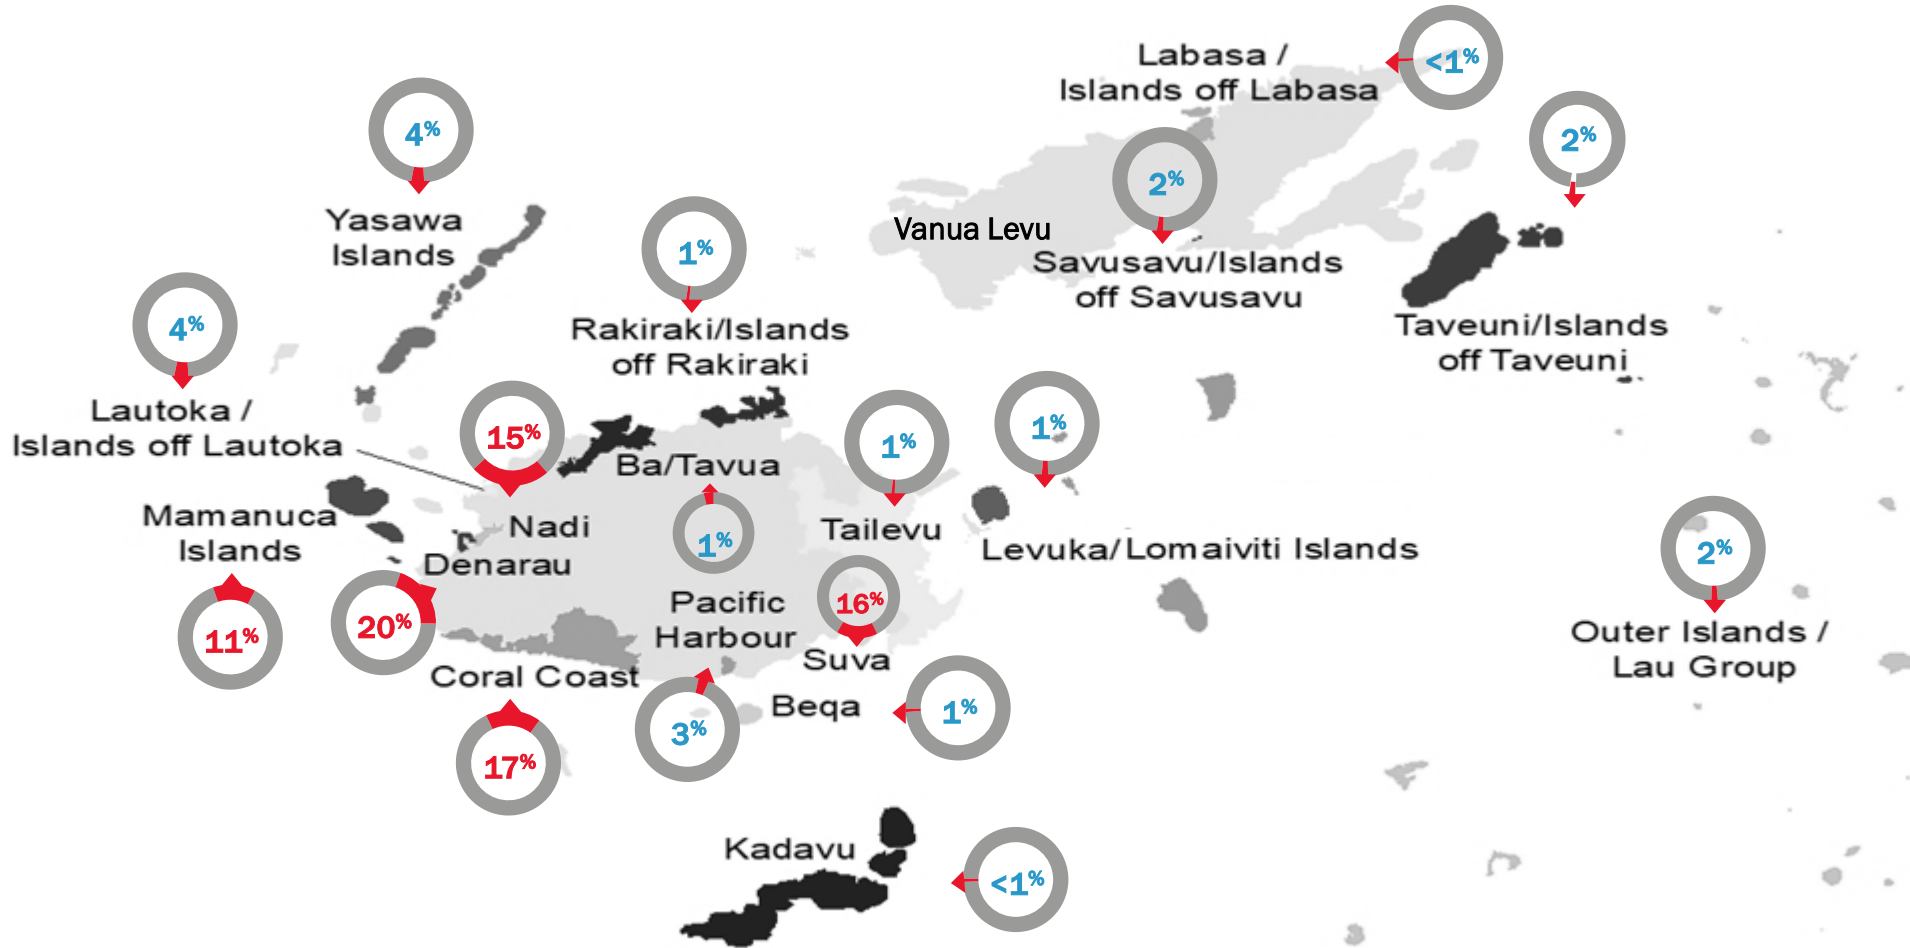 Labasa /
Islands off Labasa
<1%
4%
2%
2%
Yasawa
Islands
Vanua Levu
1%
Savusavu/Islands
off Savusavu
4%
Rakiraki/Islands
off Rakiraki
Taveuni/Islands
off Taveuni
Lautoka /
Islands off Lautoka
15%
1%
1%
Ba/Tavua
Mamanuca
Islands
Nadi
Denarau
1%
Tailevu
Levuka/Lomaiviti Islands
2%
11%
20%
Pacific
Harbour
16%
Suva
Outer Islands /
Lau Group
Coral Coast
17%
3%
Beqa
1%
Kadavu
<1%